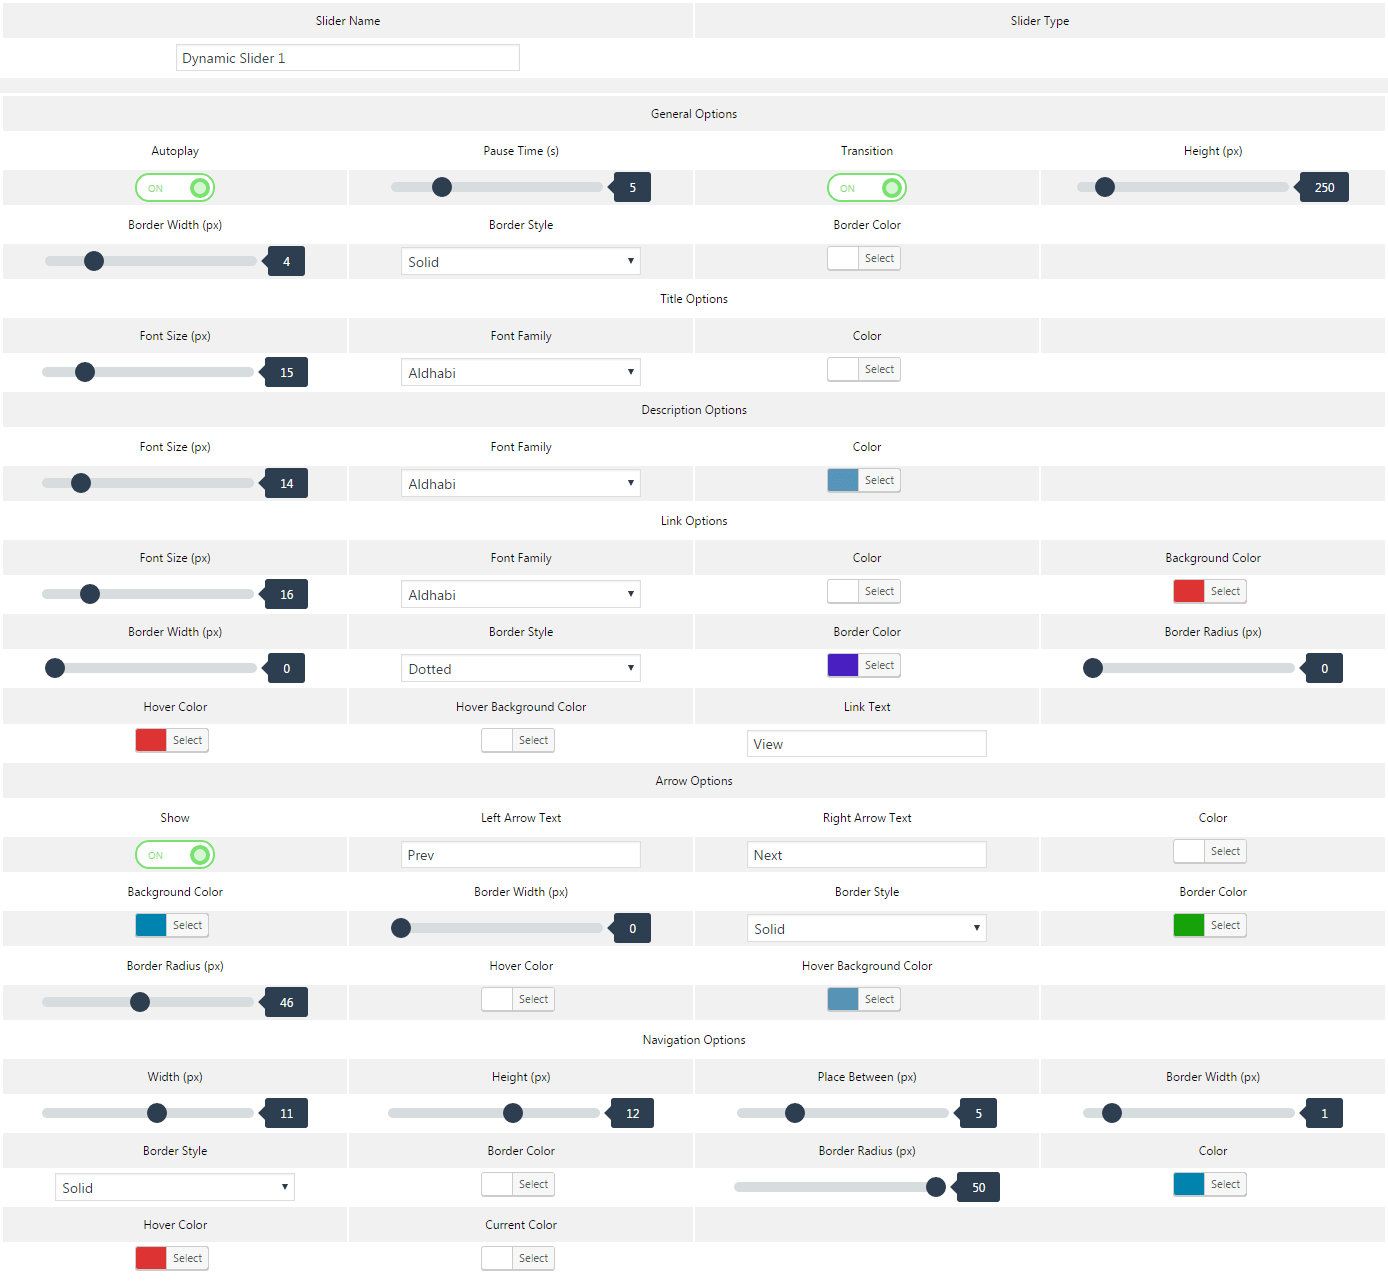 Slider Name Slider Type
Dynamic Slider 1
General Options
Autoplay Pause Time (s) Transition Height (px)
ON 5 ON 250
Border Width (px) Border Style Border Color
4 Solid Select
Title Options
Font Size (px) Font Family Color
15 Aldhabi Select
Description Options
Font Size (px) Font Family Color
14 Aldhabi Select
Link Options
Font Size (px) Font Family Color Background Color
16 Aldhabi Select Select
Border Width (px) Border Style Border Color Border Radius (px)
0 Dotted Select 0
Hover Color Hover Background Color Link Text
Select Select View
Arrow Options
Show Left Arrow Text Right Arrow Text Color
ON Prev Next Select
Background Color Border Width (px) Border Style Border Color
Select 0 Solid Select
Border Radius (px) Hover Color Hover Background Color
46 Select Select
Navigation Options
Width (px) Height (px) Place Between (px) Border Width (px)
11 12 5 1
Border Style Border Color Border Radius (px) Color
Solid Select 50 Select
Hover Color Current Color
Select Select